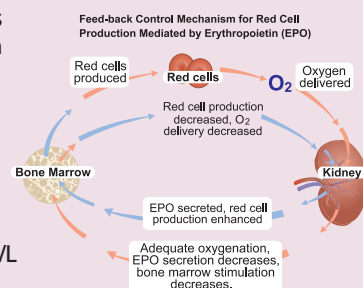 s
Feed-back Control Mechanism for Red Cell
Production Mediated by Erythropoietin (EPO)
Red cells
produced
Red cells
O2
Oxygen
delivered
Red cell production
decreased, O2
delivery decreased
Bone Marrow
Kidney
EPO secreted, red cell
production enhanced
/L
Adequate oxygenation,
EPO secretion decreases,
bone marrow stimulation
decreases.